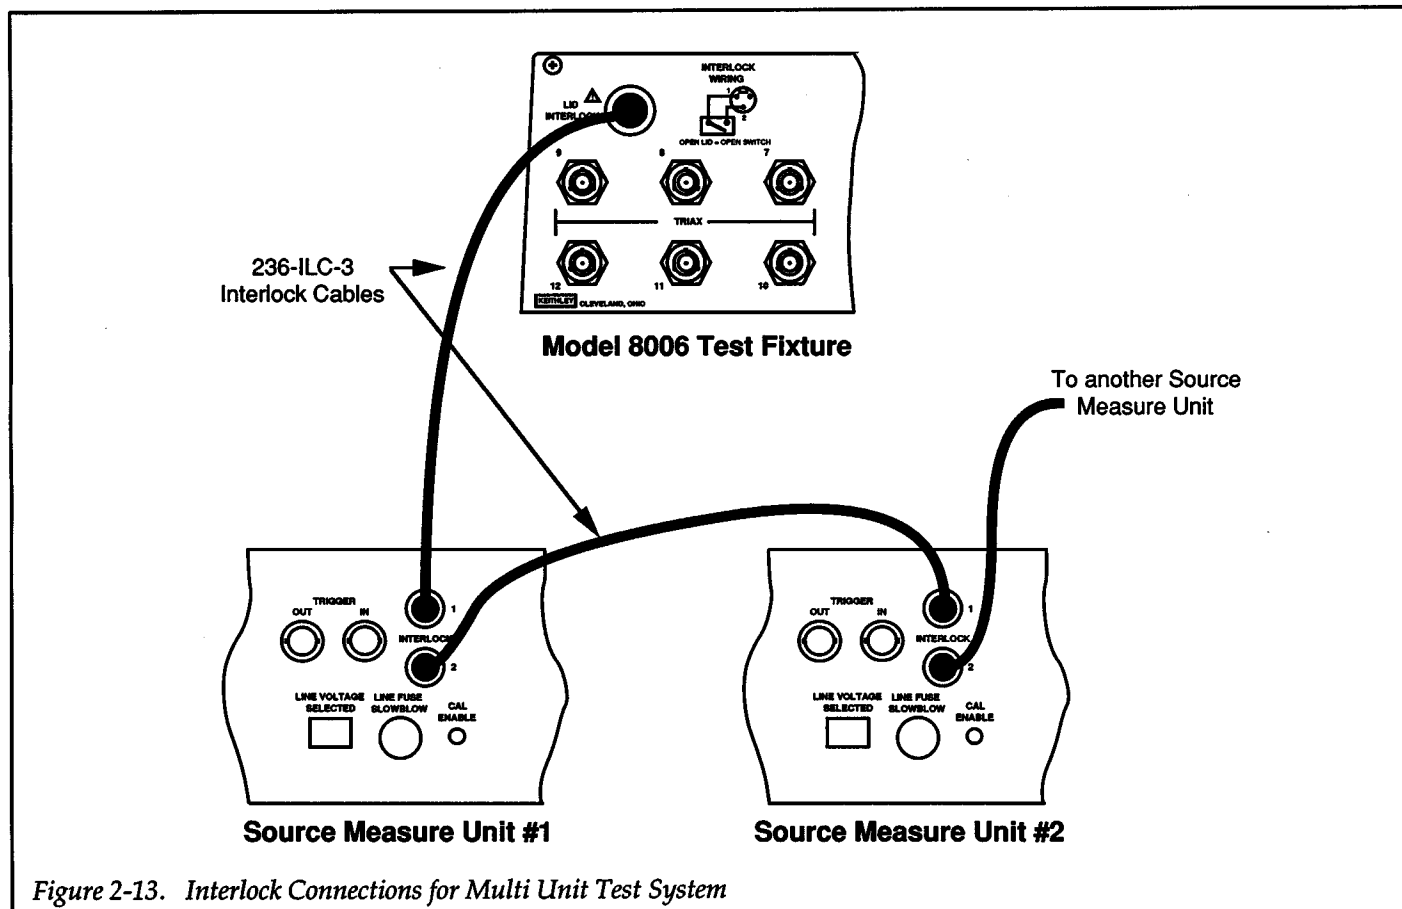 INTERLOCK
WIRING
LID
INTERLOCK
1
2
OPEN LID = OPEN SWITCH
9 8 7
TRIAX
12 11 10
KEITHLEY CLEVELAND, OHIO
Model 8006 Test Fixture
236-ILC-3
Interlock Cables
To another Source
Measure Unit
TRIGGER
OUT IN
1
INTERLOCK
2
LINE VOLTAGE
SELECTED
LINE FUSE
SLOWBLOW
CAL
ENABLE
Source Measure Unit #1
TRIGGER
OUT IN
1
INTERLOCK
2
LINE VOLTAGE
SELECTED
LINE FUSE
SLOWBLOW
CAL
ENABLE
Source Measure Unit #2
Figure 2-13. Interlock Connections for Multi Unit Test System